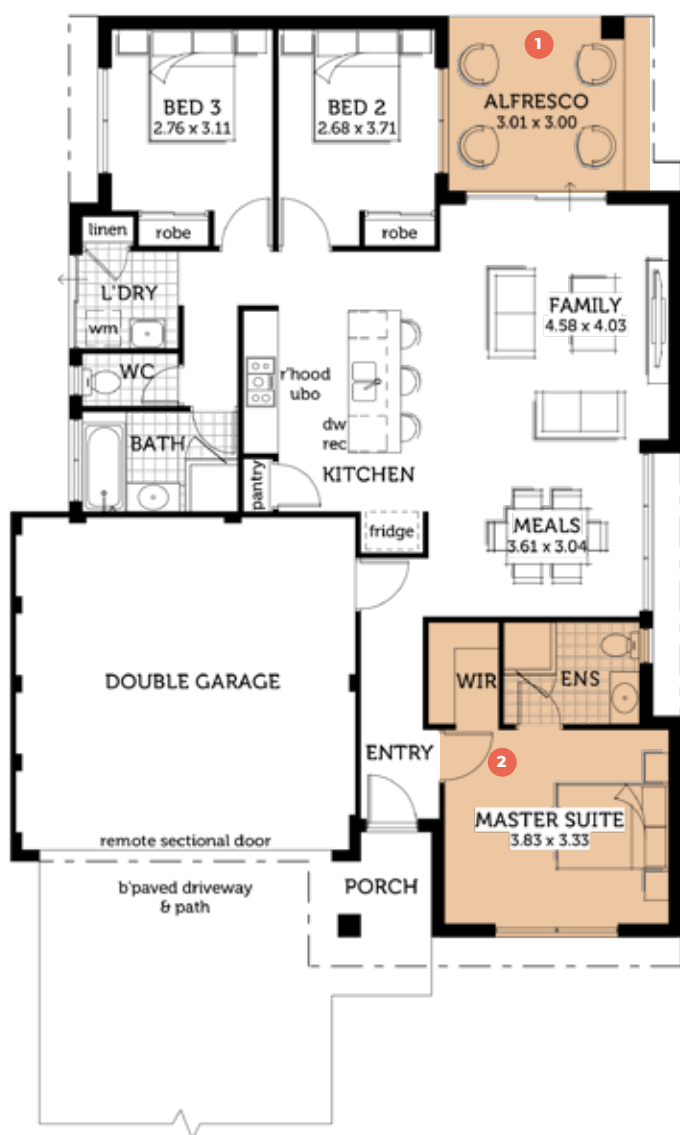 1
BED 3
2.76 x 3.11
BED 2
2.68 x 3.71
ALFRESCO
3.01 x 3.00
linen
robe
robe
L'DRY
wm
FAMILY
4.58 x 4.03
WC
r'hood
ubo
BATH
dw
rec
pantry
KITCHEN
fridge
MEALS
3.61 x 3.04
DOUBLE GARAGE
WIR
ENS
ENTRY
2
MASTER SUITE
3.83 x 3.33
remote sectional door
b'paved driveway
& path
PORCH